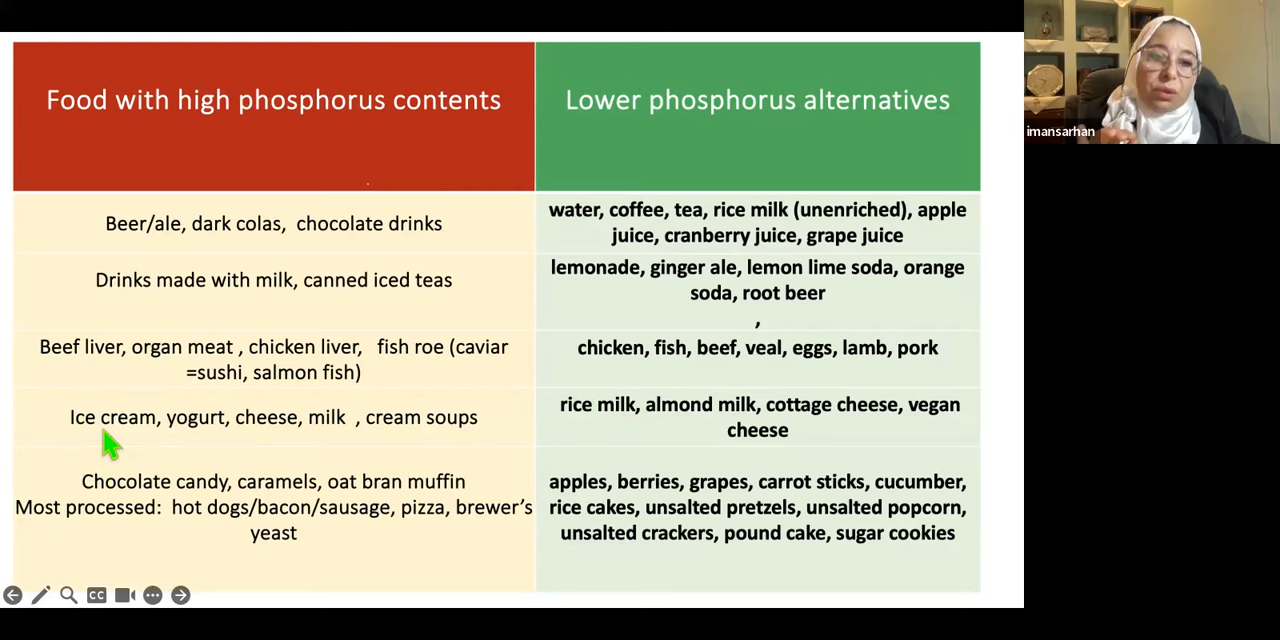 Food with high phosphorus contents
Lower phosphorus alternatives
Beer/ale, dark colas,  chocolate drinks
water, coffee, tea, rice milk (unenriched), apple
juice, cranberry juice, grape juice
Drinks made with milk, canned iced teas
lemonade, ginger ale, lemon lime soda, orange
soda, root beer
,
Beef liver, organ meat , chicken liver,   fish roe (caviar
=sushi, salmon fish)
chicken, fish, beef, veal, eggs, lamb, pork
Ice cream, yogurt, cheese, milk  , cream soups
rice milk, almond milk, cottage cheese, vegan
cheese
Chocolate candy, caramels, oat bran muffin
Most processed:  hot dogs/bacon/sausage, pizza, brewer’s
yeast
apples, berries, grapes, carrot sticks, cucumber,
rice cakes, unsalted pretzels, unsalted popcorn,
unsalted crackers, pound cake, sugar cookies
imansarhan
CC